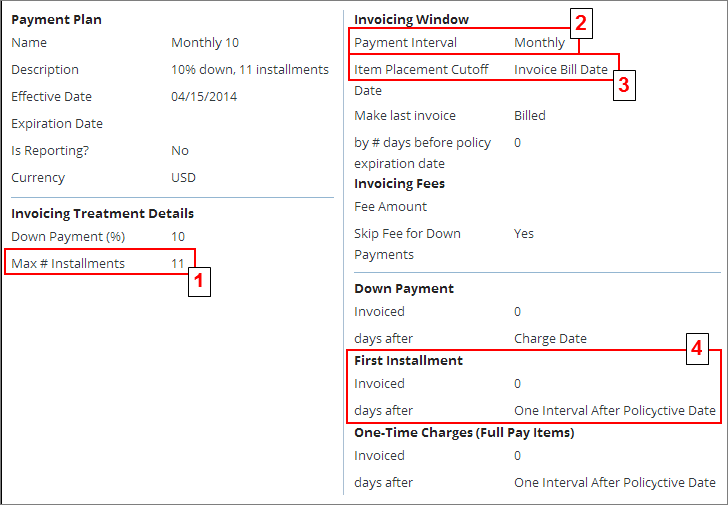 Payment Plan
Name Monthly 10
Description 10% down, 11 installments
Effective Date 04/15/2014
Expiration Date
Is Reporting? No
Currency USD
Invoicing Treatment Details
Down Payment (%) 10
Max # Installments 11
1
Invoicing Window
2
Payment Interval Monthly
Item Placement Cutoff Invoice Bill Date
Date
3
Make last invoice Billed
by # days before policy 0
expiration date
Invoicing Fees
Fee Amount
Skip Fee for Down Yes
Payments
Down Payment
Invoiced 0
days after Charge Date
4
First Installment
Invoiced 0
days after One Interval After Policyctive Date
One-Time Charges (Full Pay Items)
Invoiced 0
days after One Interval After Policyctive Date